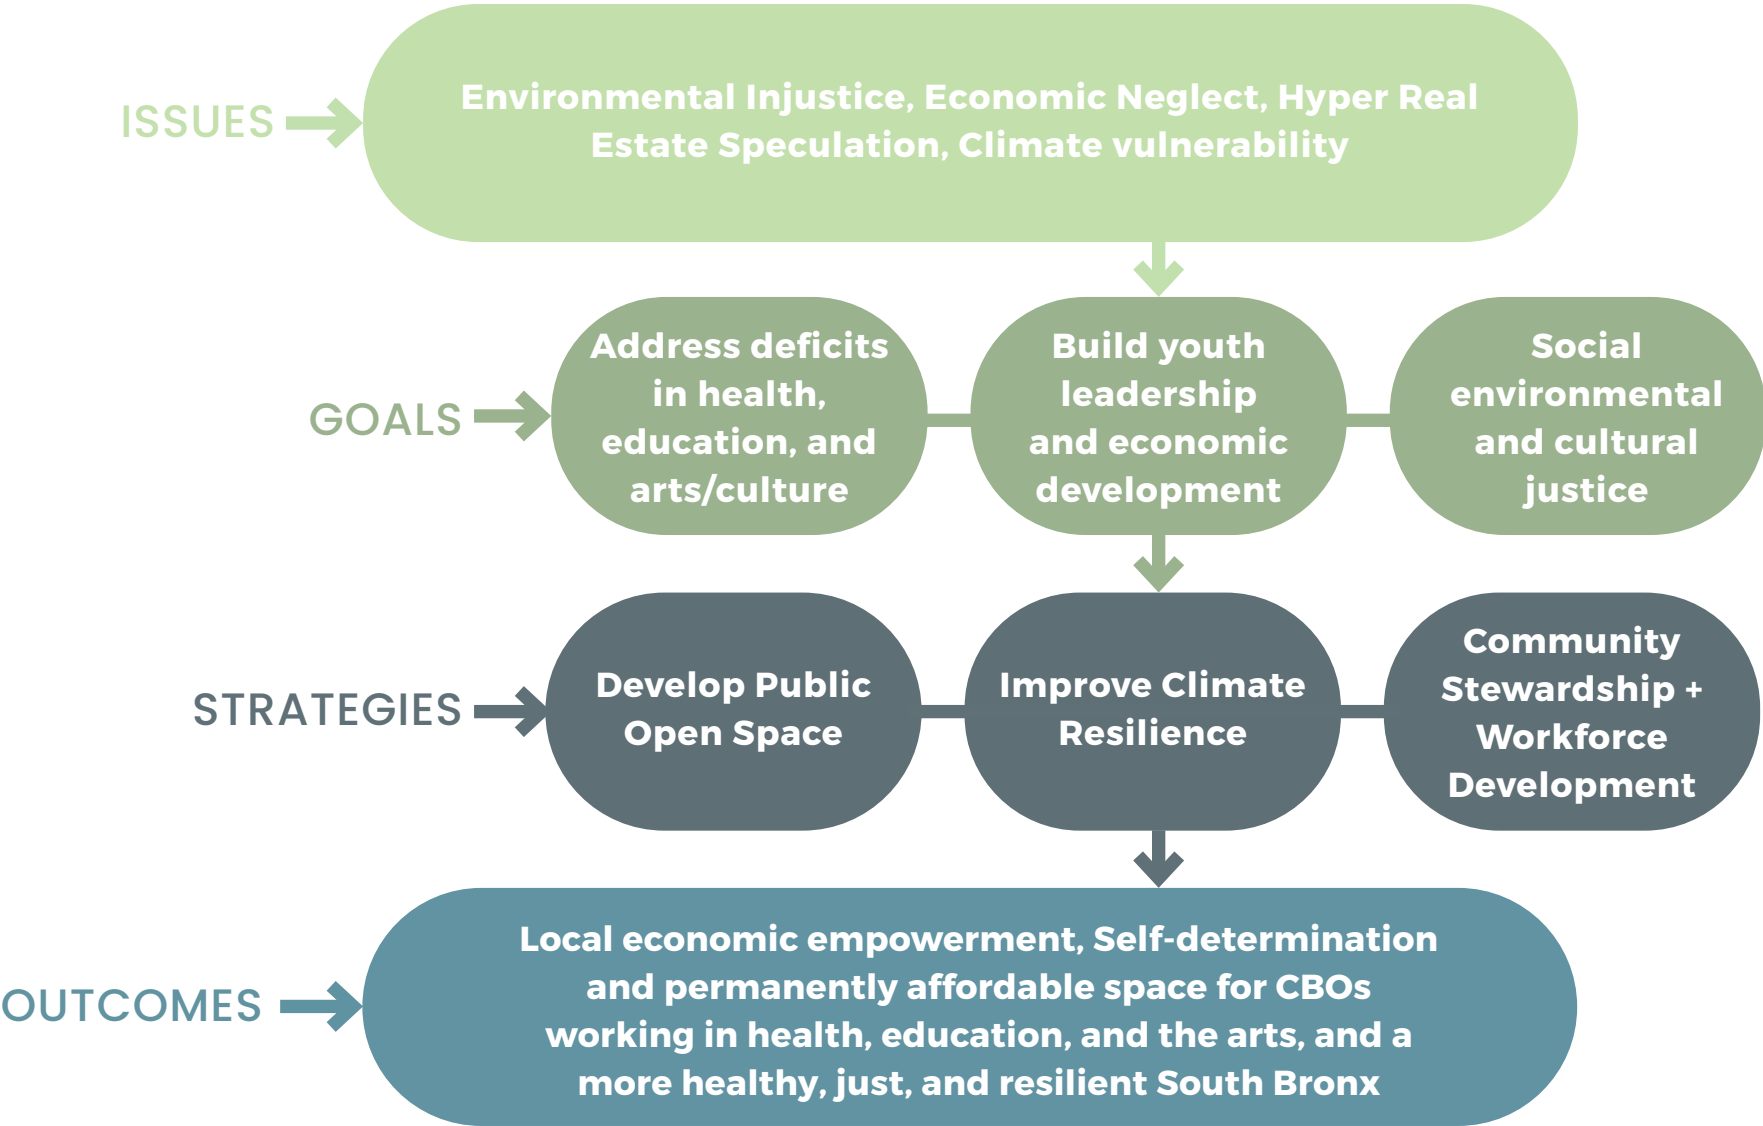 ISSUES
Environmental Injustice, Economic Neglect, Hyper Real
Estate Speculation, Climate vulnerability
GOALS
Address deficits
in health,
education, and
arts/culture
Build youth
leadership
and economic
development
Social
environmental
and cultural
justice
STRATEGIES
Develop Public
Open Space
Improve Climate
Resilience
Community
Stewardship +
Workforce
Development
OUTCOMES
Local economic empowerment, Self-determination
and permanently affordable space for CBOs
working in health, education, and the arts, and a
more healthy, just, and resilient South Bronx